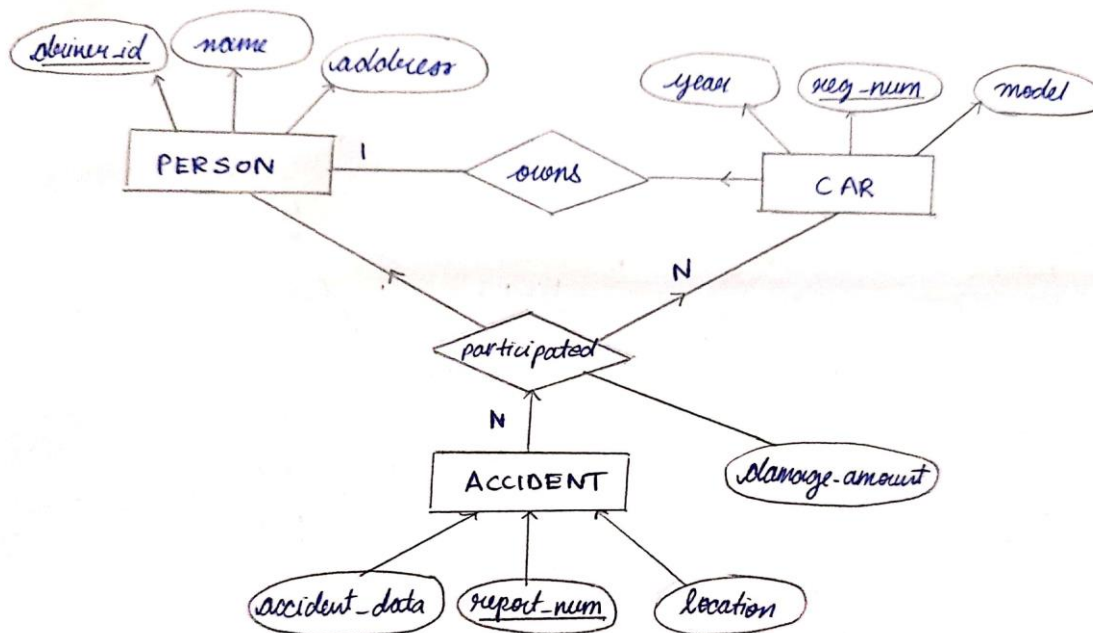 driver_id
name
address
year
reg_num
model
PERSON
1
owns
CAR
N
participated
N
ACCIDENT
damage-amount
accident_data
report_num
location